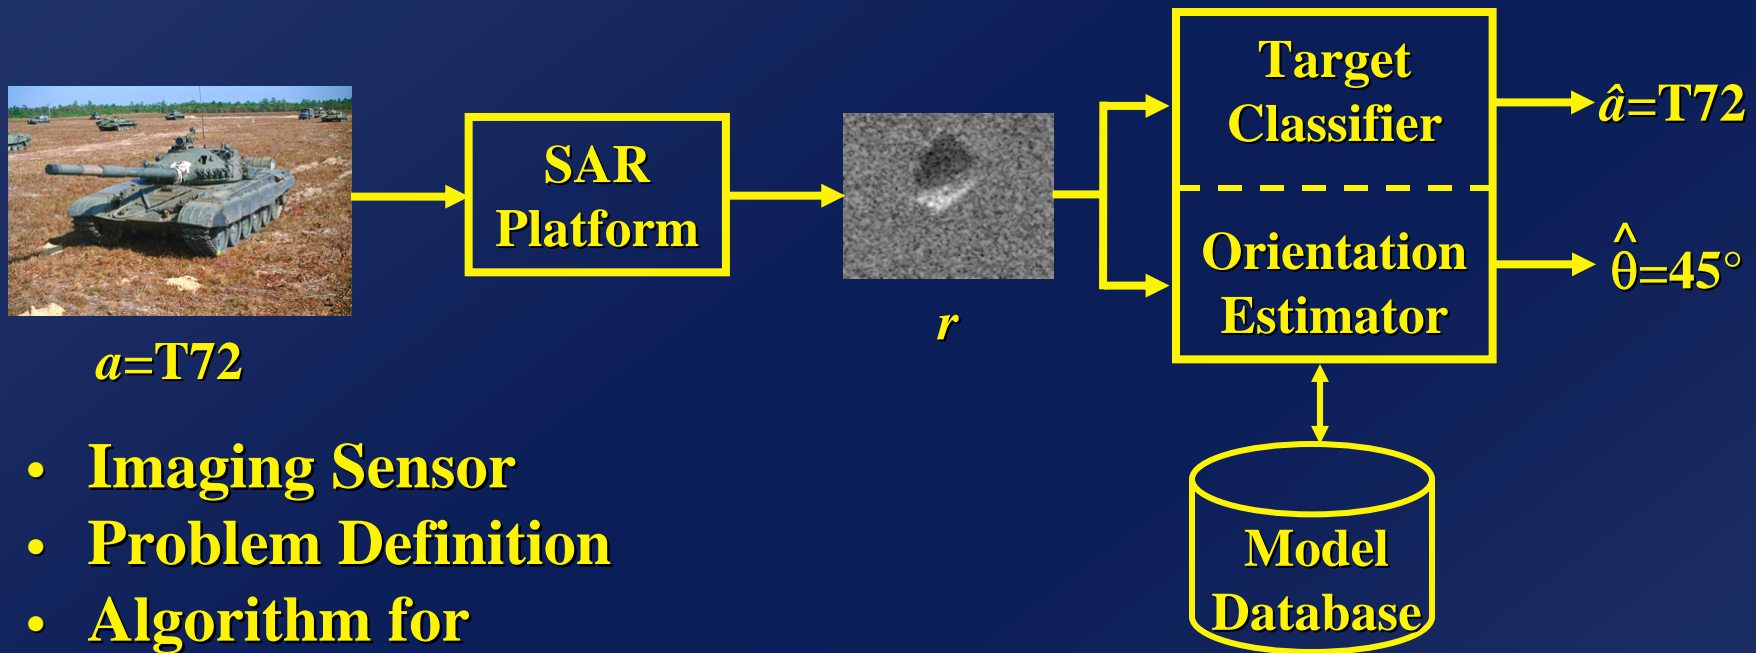 Target
Classifier
â=T72
SAR
Platform
Orientation
Estimator
θ̂=45°
r
a=T72
• Imaging Sensor
• Problem Definition
• Algorithm for
Model
Database